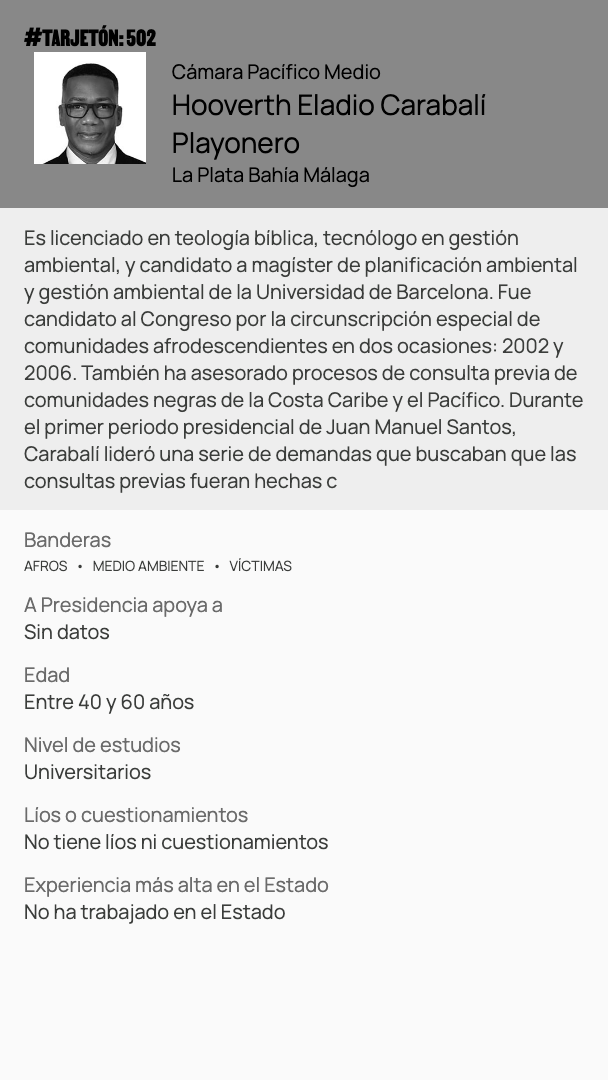 #TARJETÓN: 502
Cámara Pacífico Medio
Hooverth Eladio Carabalí
Playonero
La Plata Bahía Málaga
Es licenciado en teología bíblica, tecnólogo en gestión
ambiental, y candidato a magíster de planificación ambiental
y gestión ambiental de la Universidad de Barcelona. Fue
candidato al Congreso por la circunscripción especial de
comunidades afrodescendientes en dos ocasiones: 2002 y
2006. También ha asesorado procesos de consulta previa de
comunidades negras de la Costa Caribe y el Pacífico. Durante
el primer periodo presidencial de Juan Manuel Santos,
Carabalí lideró una serie de demandas que buscaban que las
consultas previas fueran hechas c
Banderas
AFROS • MEDIO AMBIENTE • VÍCTIMAS
A Presidencia apoya a
Sin datos
Edad
Entre 40 y 60 años
Nivel de estudios
Universitarios
Líos o cuestionamientos
No tiene líos ni cuestionamientos
Experiencia más alta en el Estado
No ha trabajado en el Estado